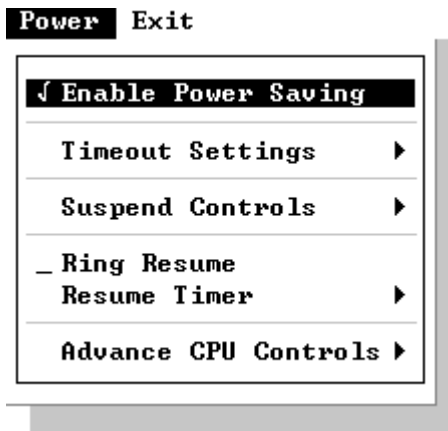 Power Exit
√ Enable Power Saving
Timeout Settings ▶
Suspend Controls ▶
_ Ring Resume
Resume Timer ▶
Advance CPU Controls ▶